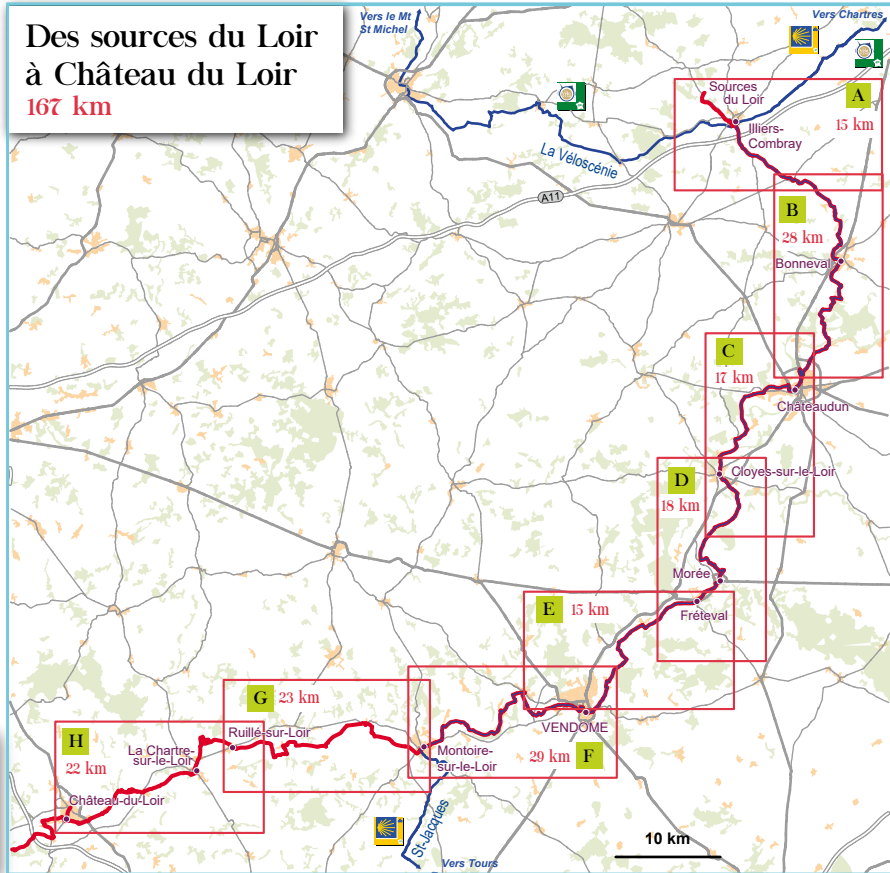 Des sources du Loir
à Château du Loir
167 km
Vers le Mt
St Michel
Vers Chartres
Sources
du Loir
A
15 km
Illiers-
Combray
La Véloscénie
A11
B
28 km
Bonneval
C
17 km
Châteaudun
Cloyes-sur-le-Loir
D
18 km
Morée
Fréteval
E
15 km
VENDOME
29 km
F
G
23 km
Ruillé-sur-Loir
Montoire-
sur-le-Loir
H
22 km
La Chartre-
sur-le-Loir
Château-du-Loir
St-Jacques
Vers Tours
10 km